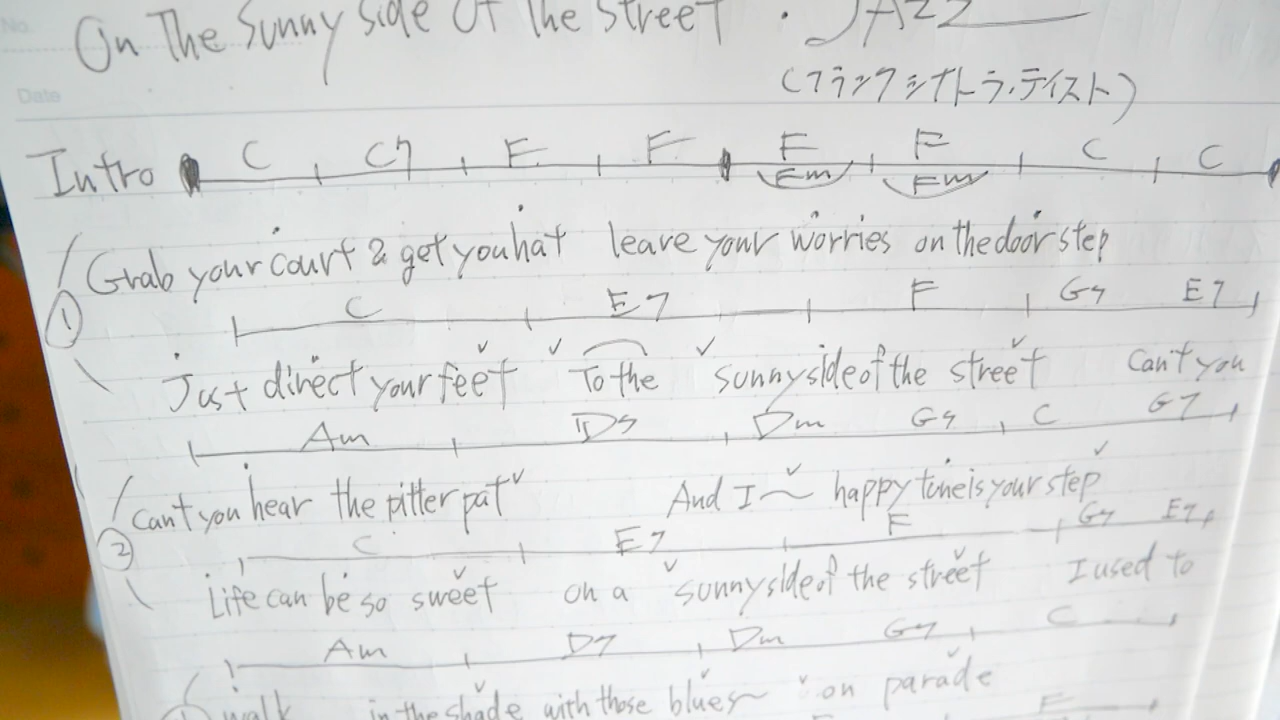 No.
On The Sunny side Of The Street . JAZZ
Date
(フランクシナトラ・テイスト)
Intro C C7 F F F F C C
Fm Fm
Grab your court & get you hat leave your worries on the door step
① C E7 F G7 E7
Just direct your feet To the sunny side of the street Can't you
Am D7 Dm G7 C G7
Can't you hear the pitter pat And I~ happy tune is your step
② C E7 F G7 E7
Life can be so sweet on a sunny side of the street I used to
Am D7 Dm G7 C
walk in the shade with those blues~ on parade
F